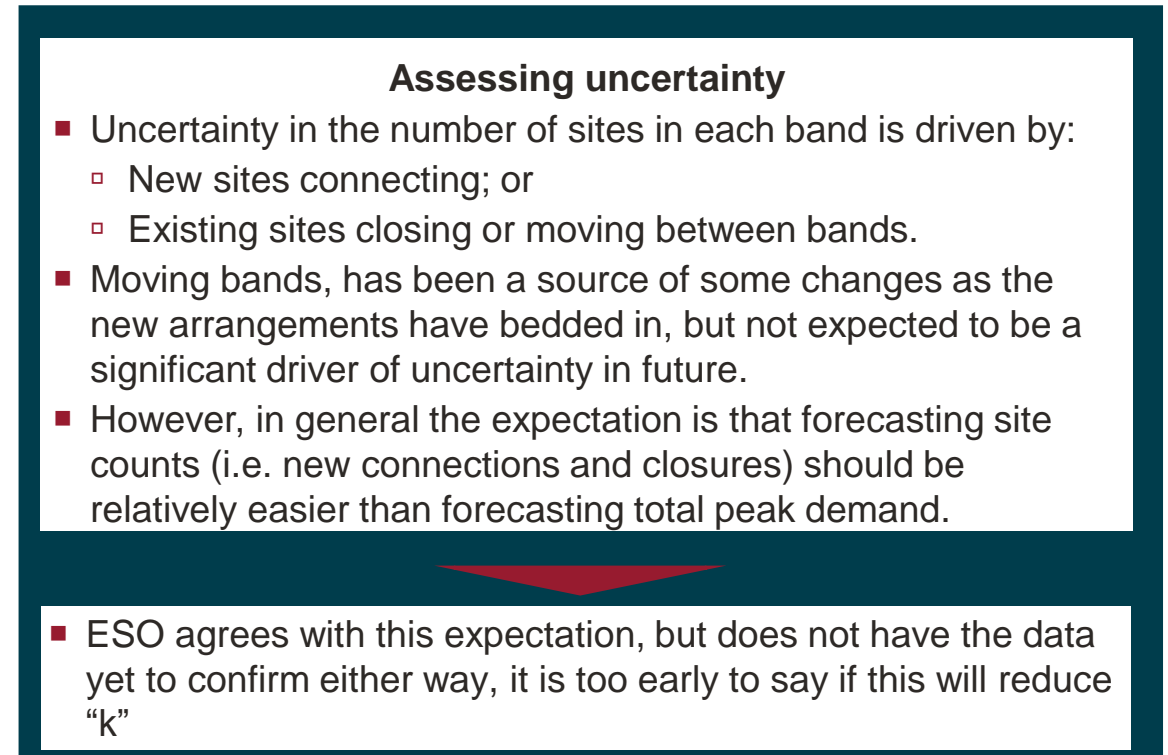 Assessing uncertainty
▪ Uncertainty in the number of sites in each band is driven by:
▫ New sites connecting; or
▫ Existing sites closing or moving between bands.
▪ Moving bands, has been a source of some changes as the
new arrangements have bedded in, but not expected to be a
significant driver of uncertainty in future.
▪ However, in general the expectation is that forecasting site
counts (i.e. new connections and closures) should be
relatively easier than forecasting total peak demand.
▪ ESO agrees with this expectation, but does not have the data
yet to confirm either way, it is too early to say if this will reduce
“k”